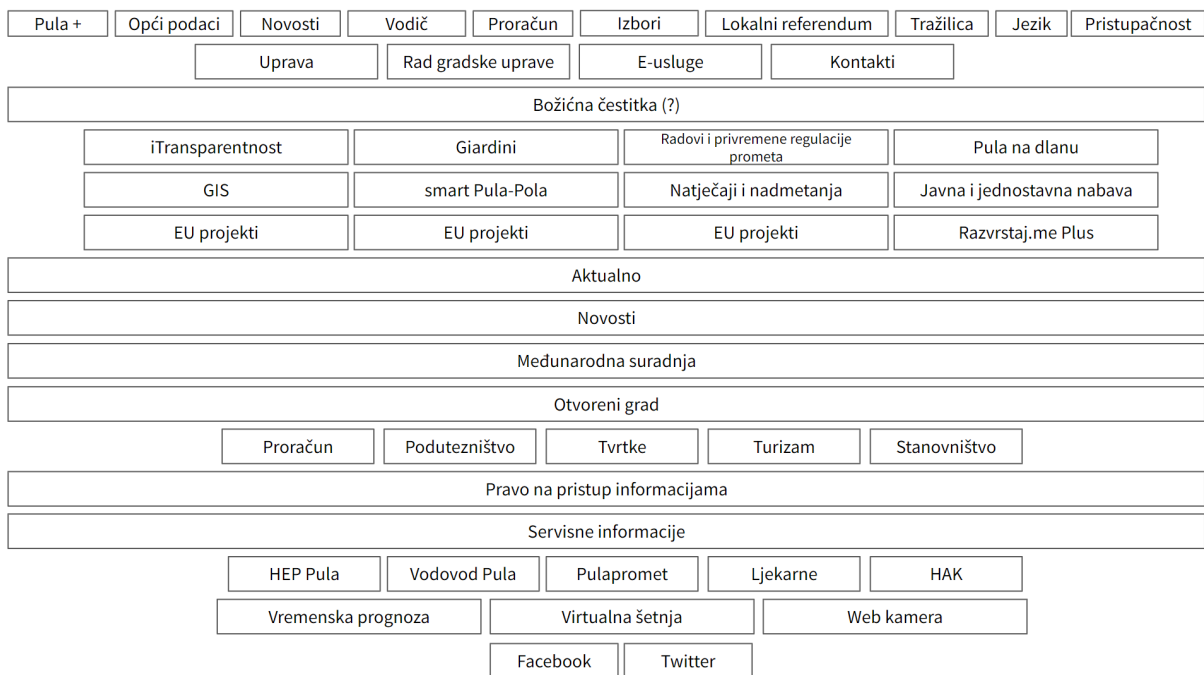 Pula +
Opći podaci
Novosti
Vodič
Proračun
Izbori
Lokalni referendum
Tražilica
Jezik
Pristupačnost
Uprava
Rad gradske uprave
E-usluge
Kontakti
Božićna čestitka (?)
iTransparentnost
Giardini
Radovi i privremene regulacije
prometa
Pula na dlanu
GIS
smart Pula-Pola
Natječaji i nadmetanja
Javna i jednostavna nabava
EU projekti
EU projekti
EU projekti
Razvrstaj.me Plus
Aktualno
Novosti
Međunarodna suradnja
Otvoreni grad
Proračun
Podutezništvo
Tvrtke
Turizam
Stanovništvo
Pravo na pristup informacijama
Servisne informacije
HEP Pula
Vodovod Pula
Pulapromet
Ljekarne
HAK
Vremenska prognoza
Virtualna šetnja
Web kamera
Facebook
Twitter